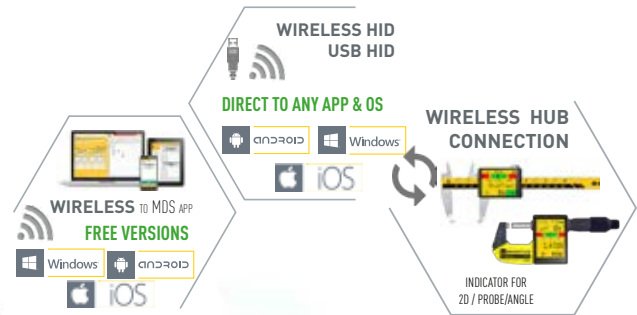 WIRELESS HID
USB HID
DIRECT TO ANY APP & OS
android
Windows
iOS
WIRELESS TO MDS APP
FREE VERSIONS
Windows
android
iOS
WIRELESS HUB
CONNECTION
INDICATOR FOR
2D / PROBE/ANGLE